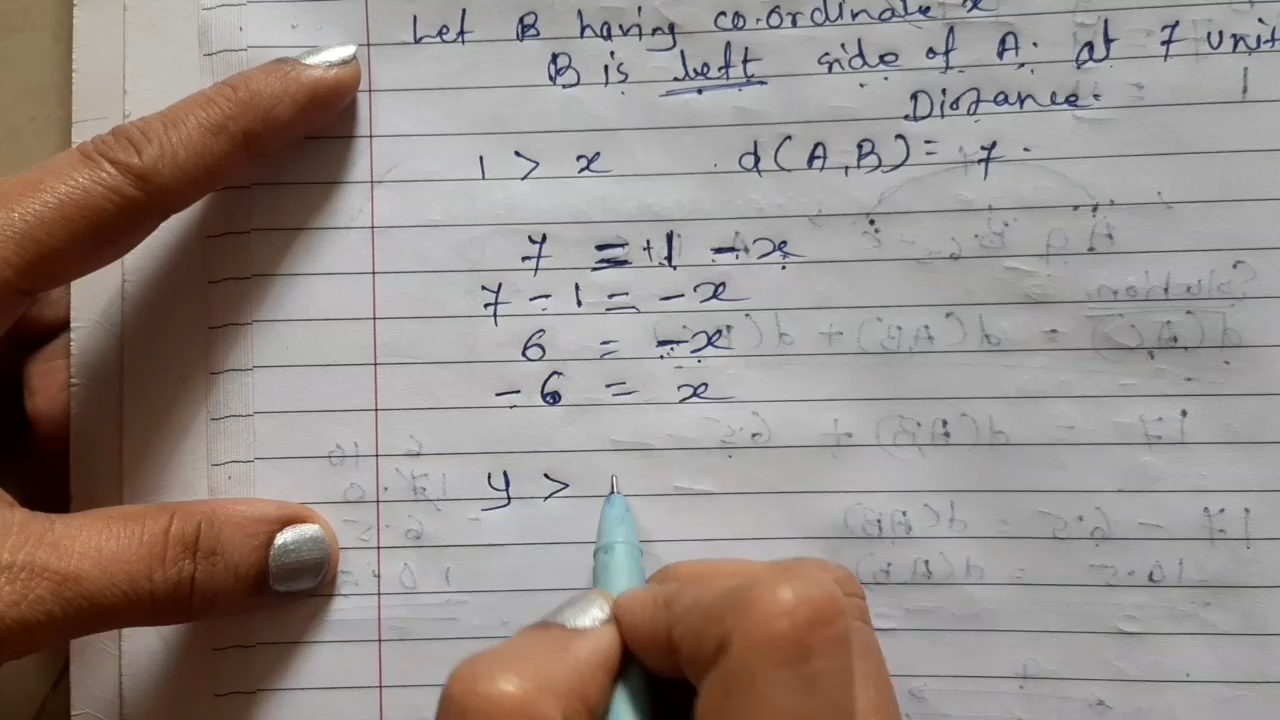 Let B having co-ordinate x
B is left side of A. at 7 unit
Distance.
1 > x d(A,B) = 7.
7 = +1 - x
7 - 1 = -x
6 = -x
-6 = x
y >